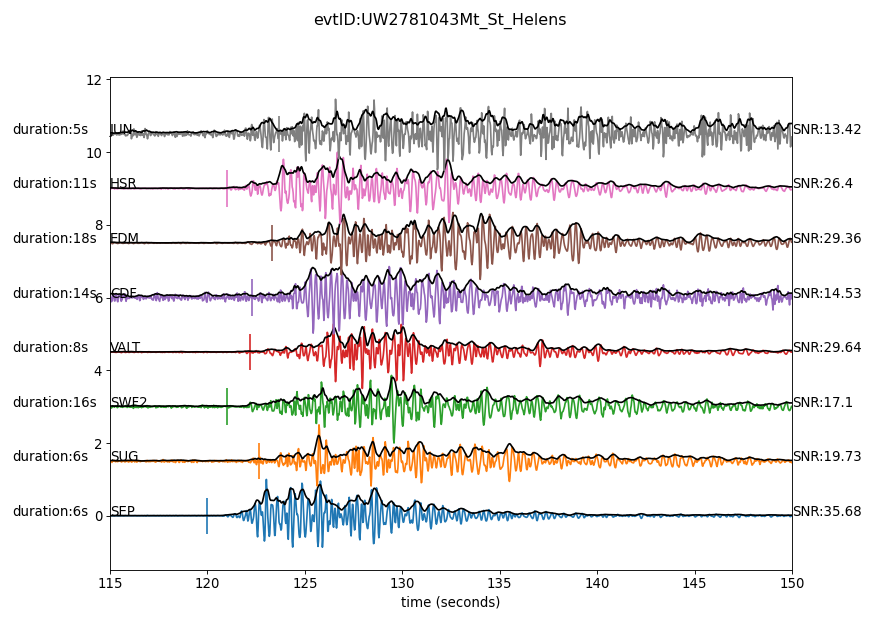 evtID:UW2781043Mt_St_Helens
12
duration:5s JUN SNR:13.42
10
duration:11s HSR SNR:26.4
8
duration:18s EDM SNR:29.36
duration:14s CDF SNR:14.53
6
duration:8s VALT SNR:29.64
4
duration:16s SWF2 SNR:17.1
2
duration:6s SUG SNR:19.73
duration:6s SEP SNR:35.68
0
115 120 125 130 135 140 145 150
time (seconds)